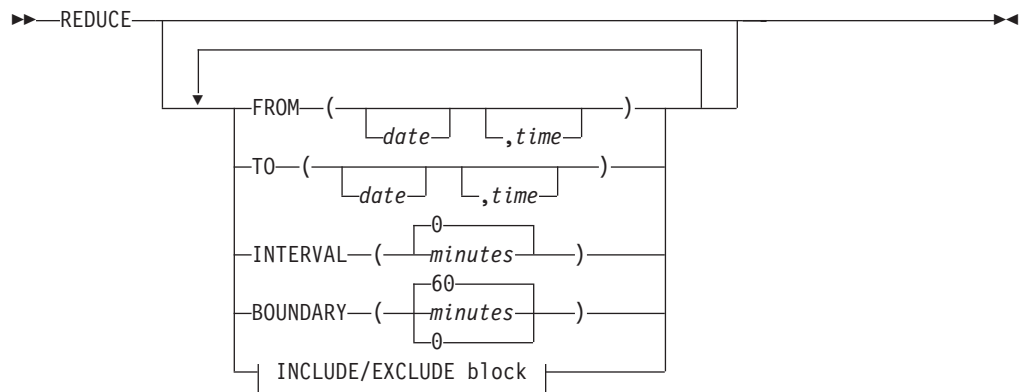 REDUCE
FROM ( date ,time )
TO ( date ,time )
0
INTERVAL ( minutes )
60
BOUNDARY ( minutes )
0
INCLUDE/EXCLUDE block